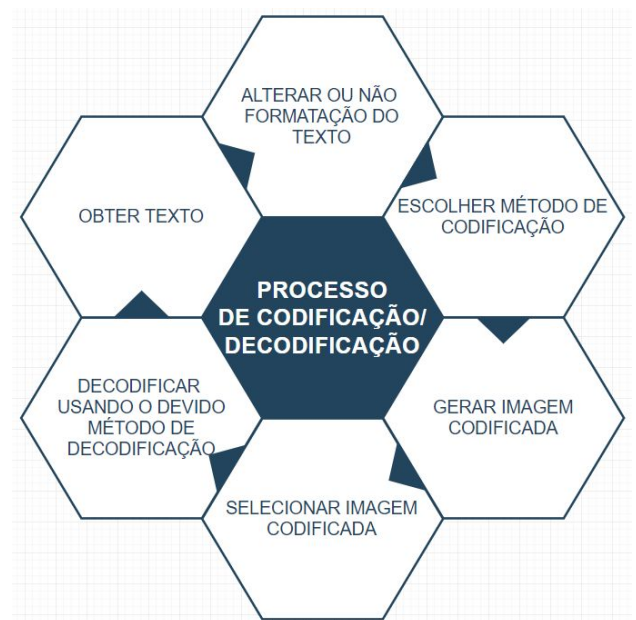 ALTERAR OU NÃO
FORMATAÇÃO DO
TEXTO
OBTER TEXTO
ESCOLHER MÉTODO DE
CODIFICAÇÃO
PROCESSO
DE CODIFICAÇÃO/
DECODIFICAÇÃO
DECODIFICAR
USANDO O DEVIDO
MÉTODO DE
DECODIFICAÇÃO
GERAR IMAGEM
CODIFICADA
SELECIONAR IMAGEM
CODIFICADA